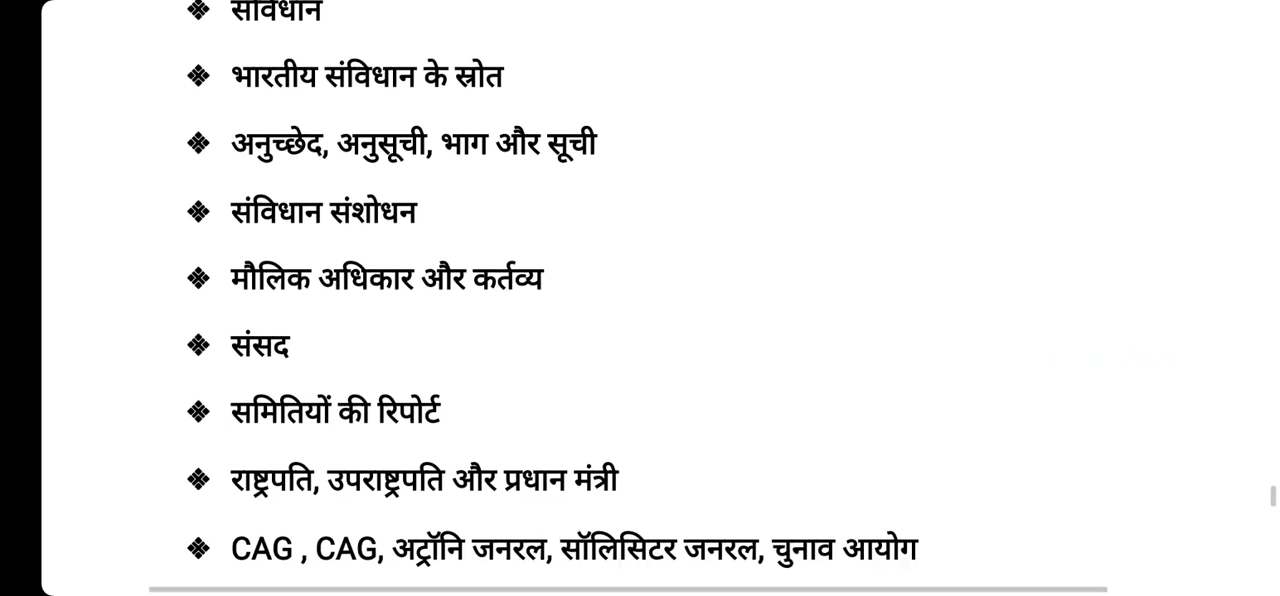 ❖ संविधान
❖ भारतीय संविधान के स्रोत
❖ अनुच्छेद, अनुसूची, भाग और सूची
❖ संविधान संशोधन
❖ मौलिक अधिकार और कर्तव्य
❖ संसद
❖ समितियों की रिपोर्ट
❖ राष्ट्रपति, उपराष्ट्रपति और प्रधान मंत्री
❖ CAG , CAG, अट्रॉनि जनरल, सॉलिसिटर जनरल, चुनाव आयोग